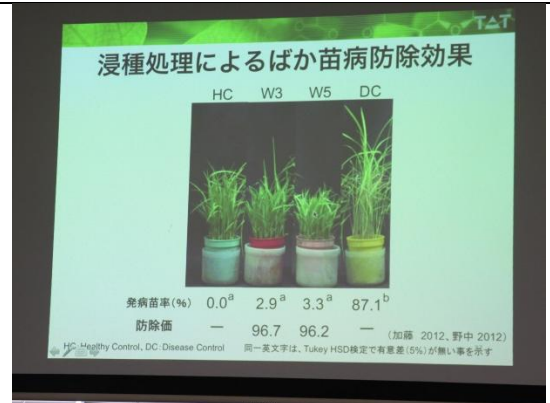 TAT
浸種処理によるばか苗病防除効果
HC W3 W5 DC
発病苗率(%) 0.0a 2.9a 3.3a 87.1b
防除価 — 96.7 96.2 —
(加藤 2012、野中 2012)
HC:Healthy Control、DC:Disease Control 同一英文字は、Tukey HSD検定で有意差(5%)が無い事を示す